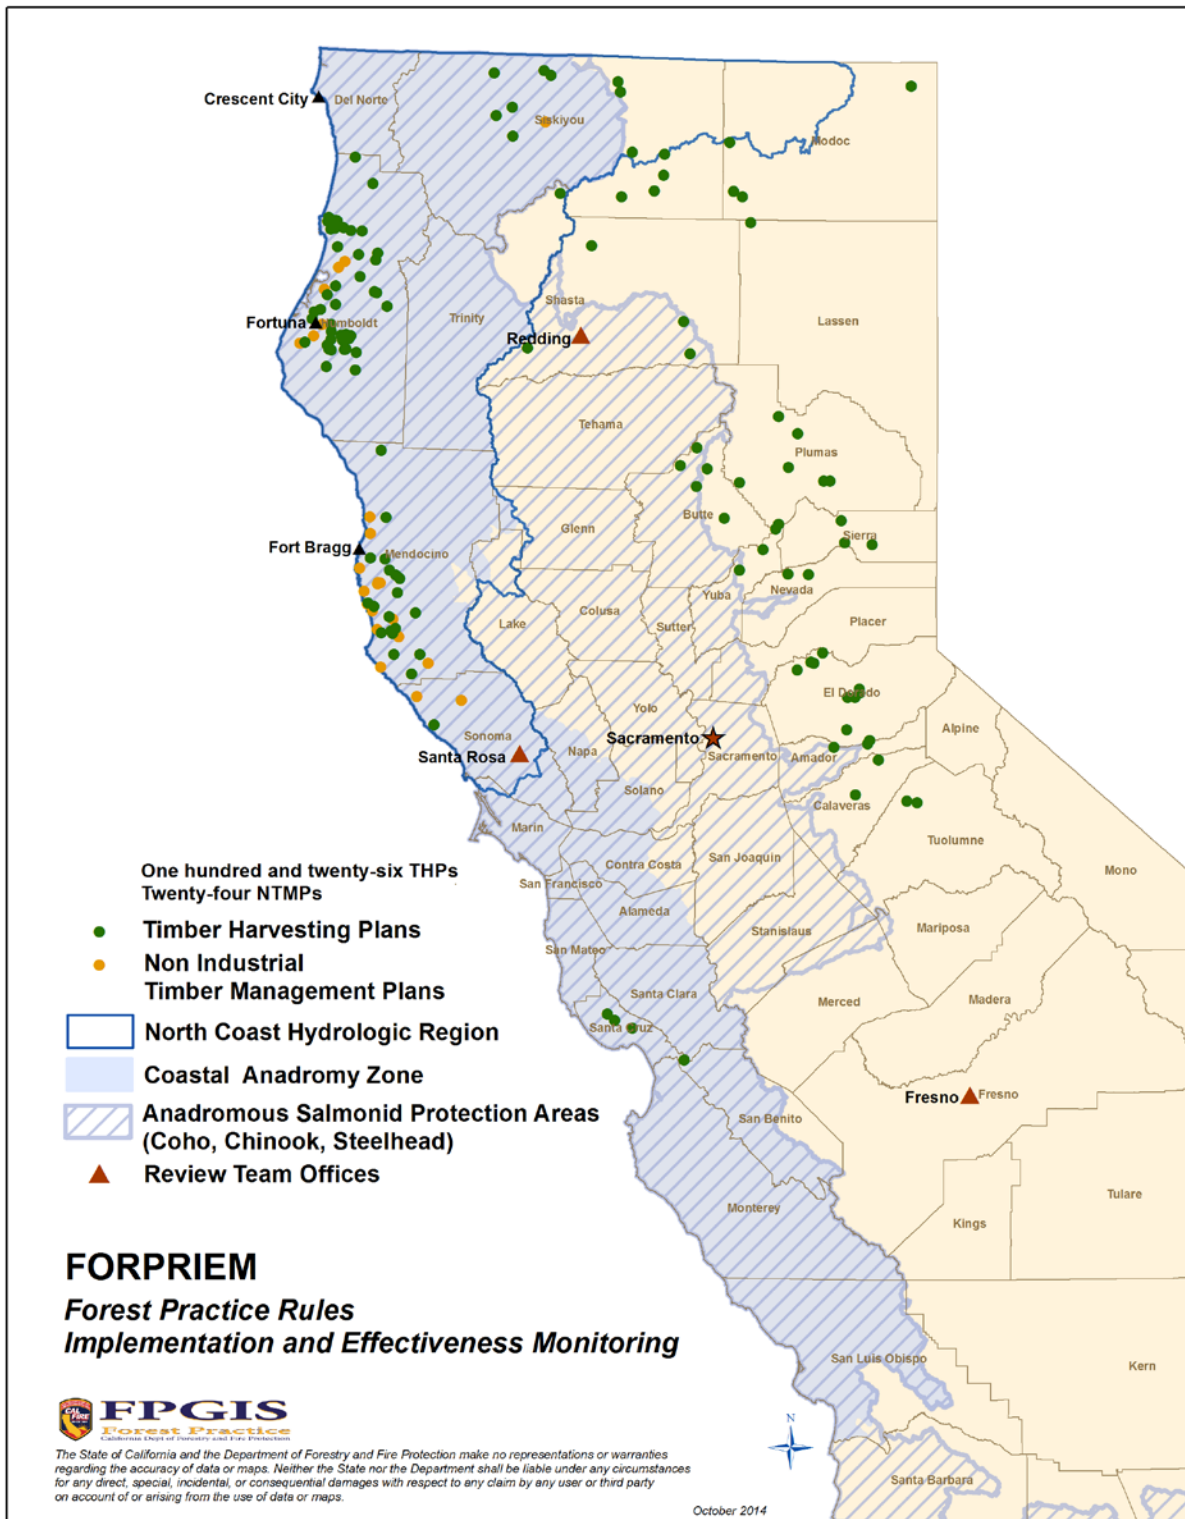 Crescent City
Del Norte
Siskiyou
Modoc
Shasta
Trinity
Lassen
Fortuna
Humboldt
Redding
Tehama
Plumas
Glenn
Butte
Sierra
Fort Bragg
Mendocino
Nevada
Yuba
Colusa
Lake
Sutter
Placer
El Dorado
Yolo
Alpine
Sacramento
Sonoma
Napa
Sacramento
Amador
Santa Rosa
Solano
Calaveras
Marin
Contra Costa
San Joaquin
Tuolumne
Mono
San Francisco
Alameda
Stanislaus
Mariposa
San Mateo
Santa Clara
Merced
Madera
Santa Cruz
Fresno
Fresno
San Benito
Monterey
Tulare
Kings
San Luis Obispo
Kern
Santa Barbara
One hundred and twenty-six THPs
Twenty-four NTMPs
Timber Harvesting Plans
Non Industrial
Timber Management Plans
North Coast Hydrologic Region
Coastal Anadromy Zone
Anadromous Salmonid Protection Areas
(Coho, Chinook, Steelhead)
Review Team Offices
FORPRIEM
Forest Practice Rules
Implementation and Effectiveness Monitoring
CAL
FIRE
FPGIS
Forest Practice
California Dept of Forestry and Fire Protection
N
The State of California and the Department of Forestry and Fire Protection make no representations or warranties
regarding the accuracy of data or maps. Neither the State nor the Department shall be liable under any circumstances
for any direct, special, incidental, or consequential damages with respect to any claim by any user or third party
on account of or arising from the use of data or maps.
October 2014